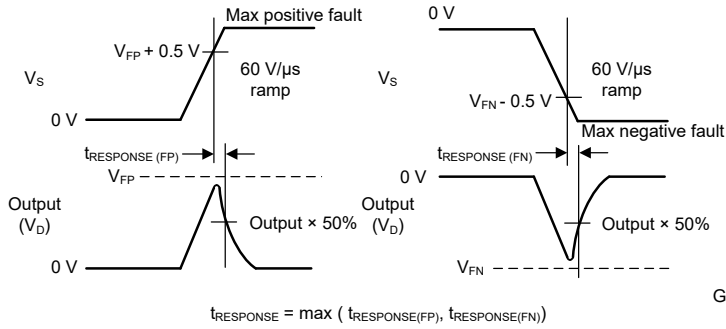 Max positive fault
V_FP + 0.5 V
V_S
60 V/µs
ramp
0 V
t_RESPONSE (FP)
V_FP
Output
(V_D)
Output × 50%
0 V
0 V
V_S
60 V/µs
ramp
V_FN - 0.5 V
Max negative fault
t_RESPONSE (FN)
0 V
Output
(V_D)
Output × 50%
V_FN
G
t_RESPONSE = max ( t_RESPONSE(FP), t_RESPONSE(FN))